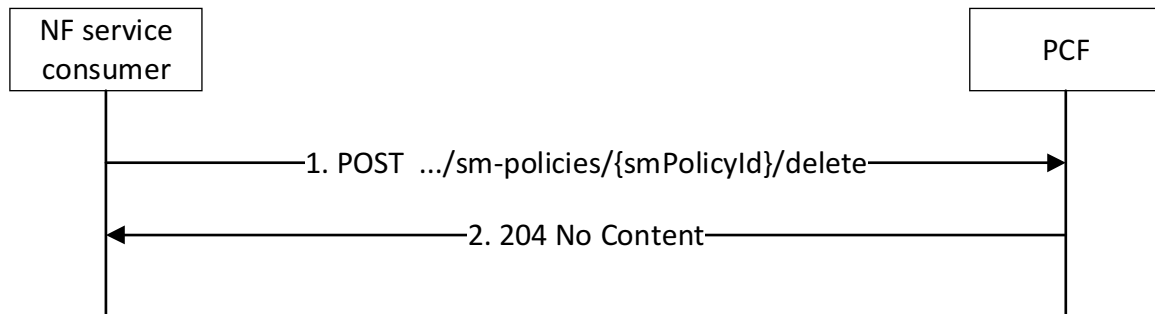 NF service
consumer
PCF
1. POST .../sm-policies/{smPolicyId}/delete
2. 204 No Content